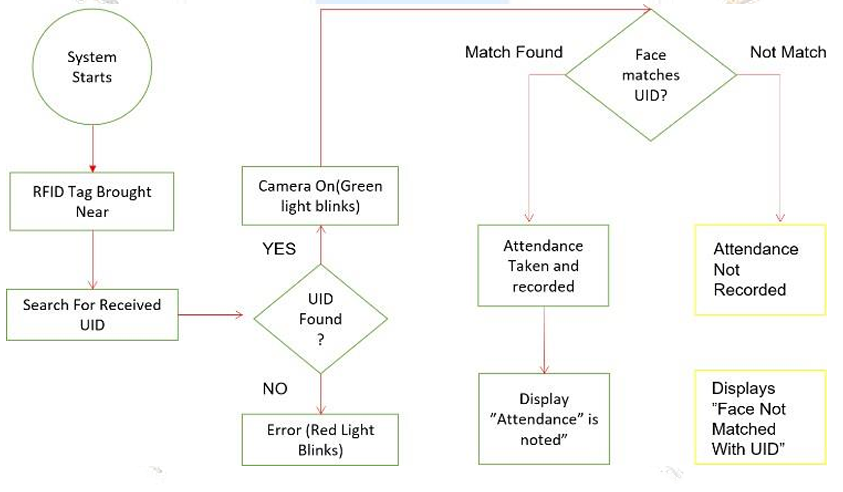 System
Starts
RFID Tag Brought
Near
Search For Received
UID
UID
Found
?
YES
Camera On(Green
light blinks)
NO
Error (Red Light
Blinks)
Face
matches
UID?
Match Found
Attendance
Taken and
recorded
Display
"Attendance" is
noted”
Not Match
Attendance
Not
Recorded
Displays
"Face Not
Matched
With UID"